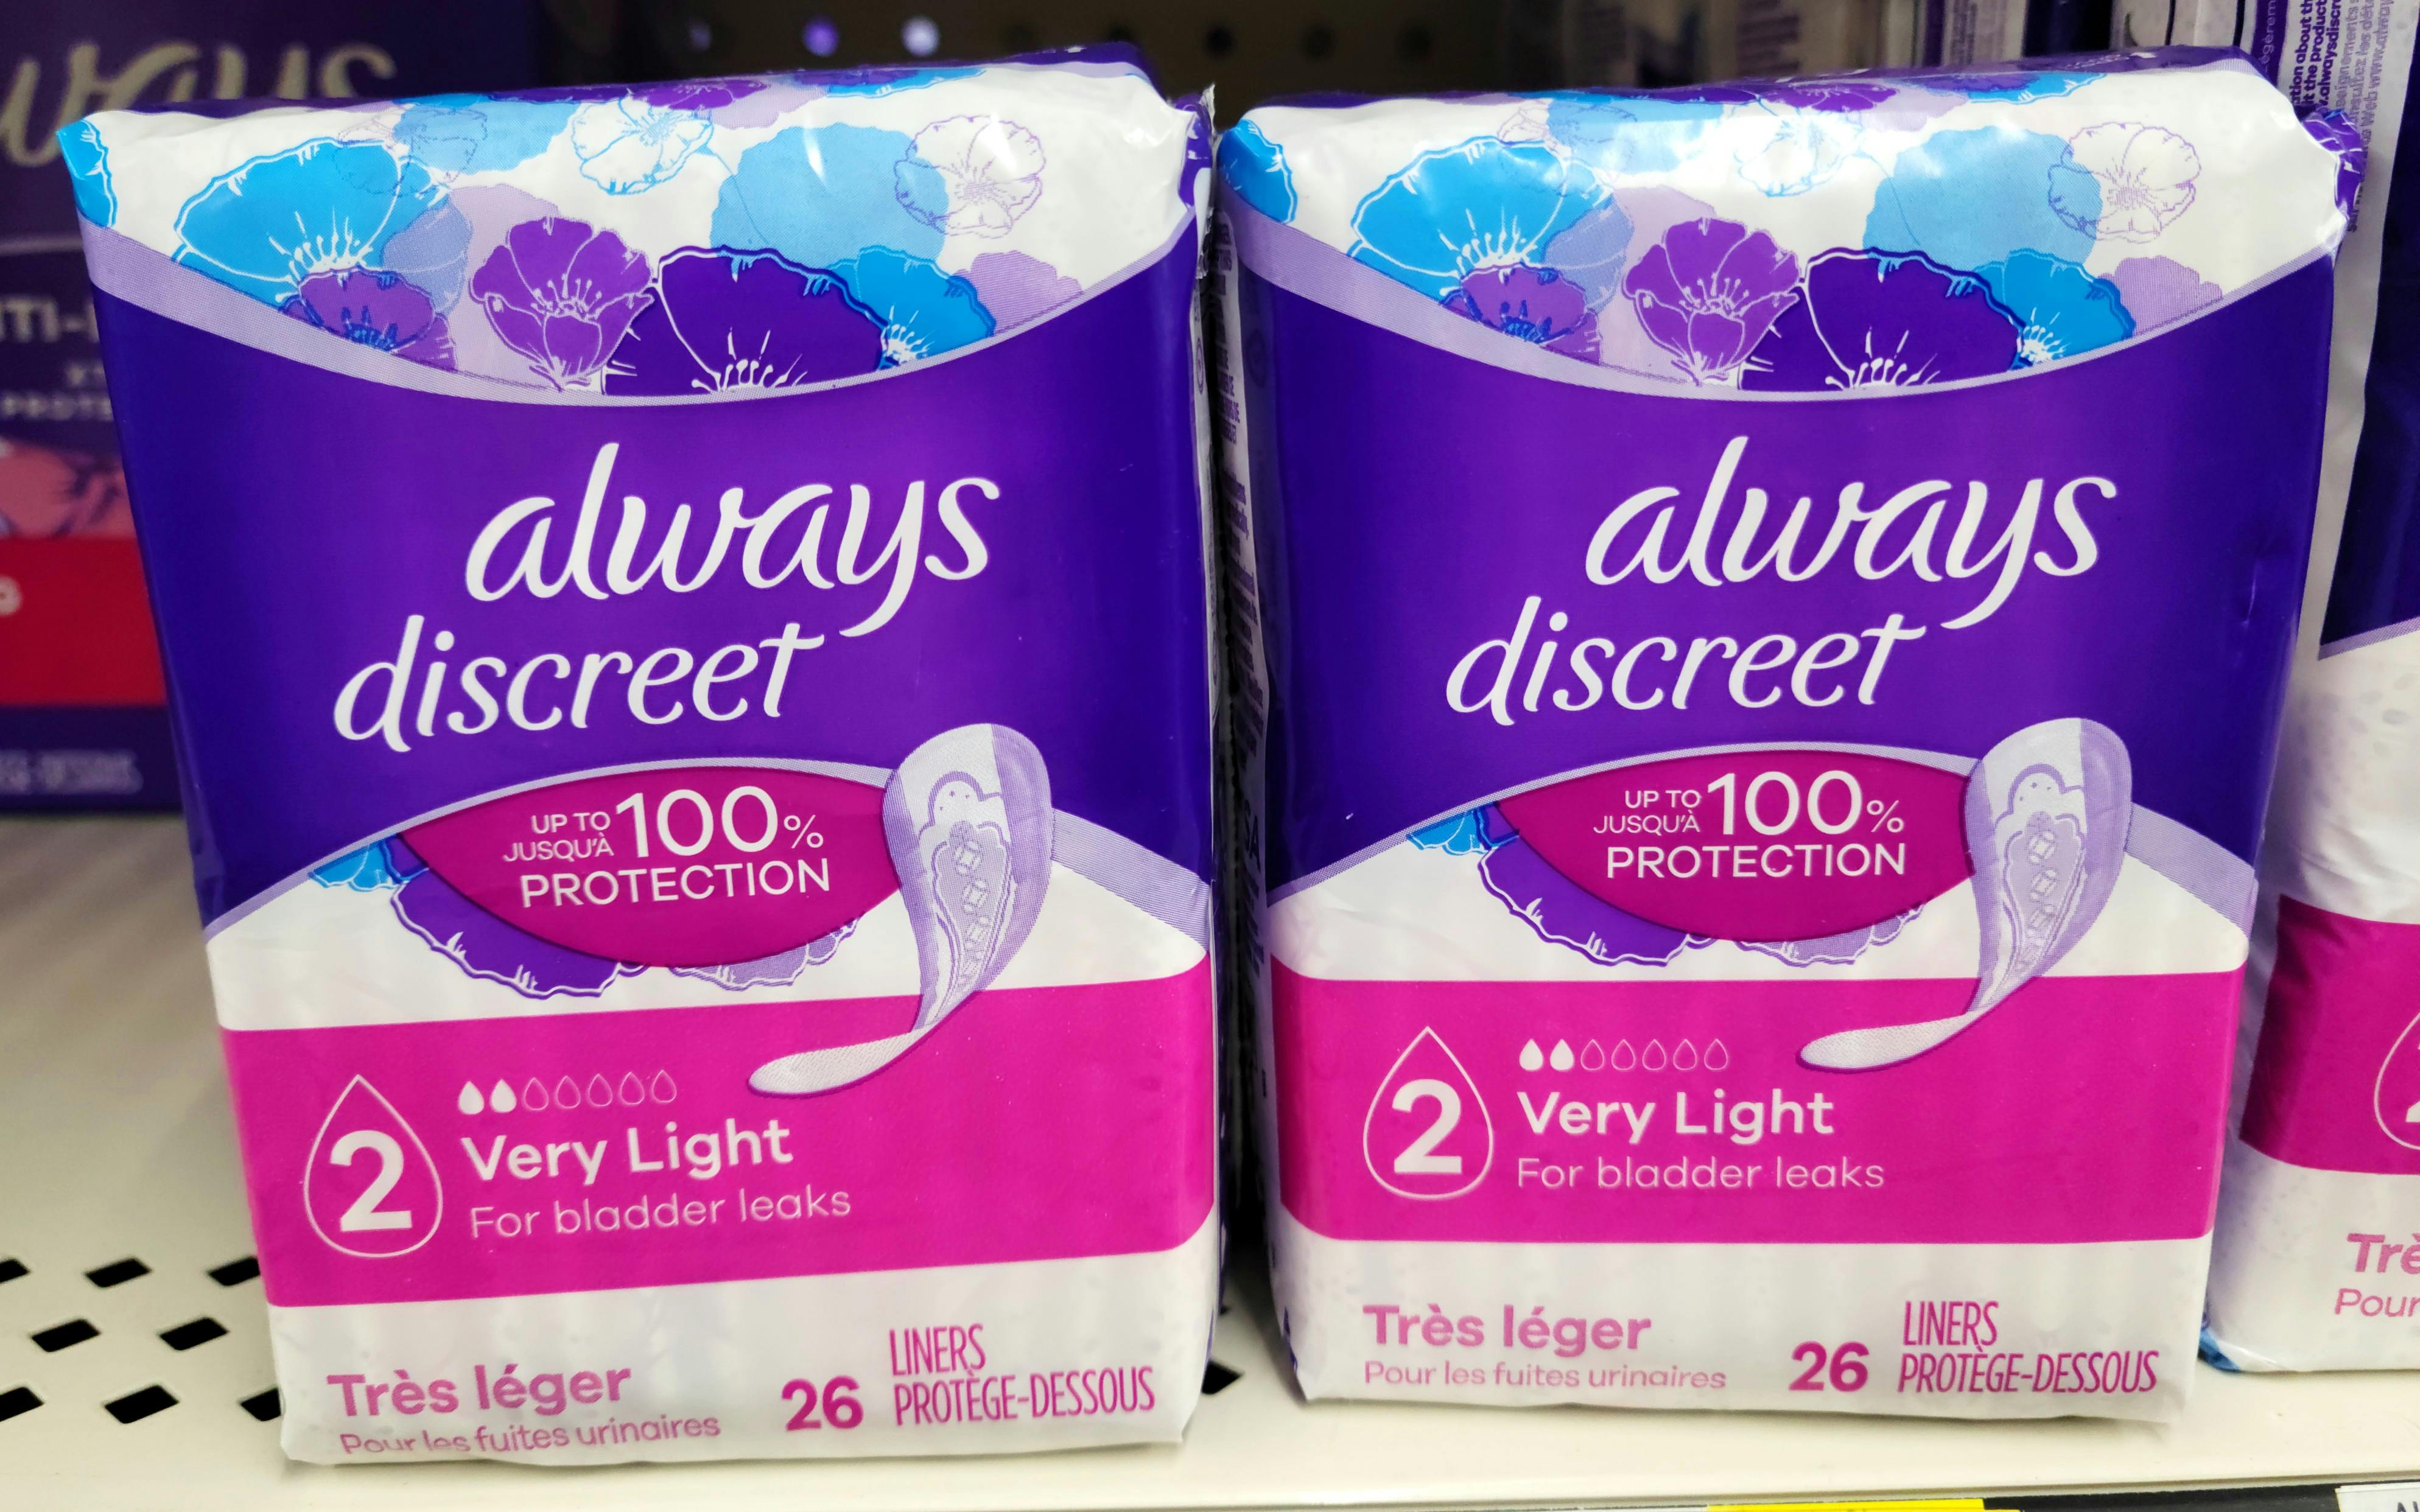 always
discreet
UP TO
JUSQU'À
100%
PROTECTION
2
Very Light
For bladder leaks
Très léger
Pour les fuites urinaires
26
LINERS
PROTÈGE-DESSOUS
always
discreet
UP TO
JUSQU'À
100%
PROTECTION
2
Very Light
For bladder leaks
Très léger
Pour les fuites urinaires
26
LINERS
PROTÈGE-DESSOUS